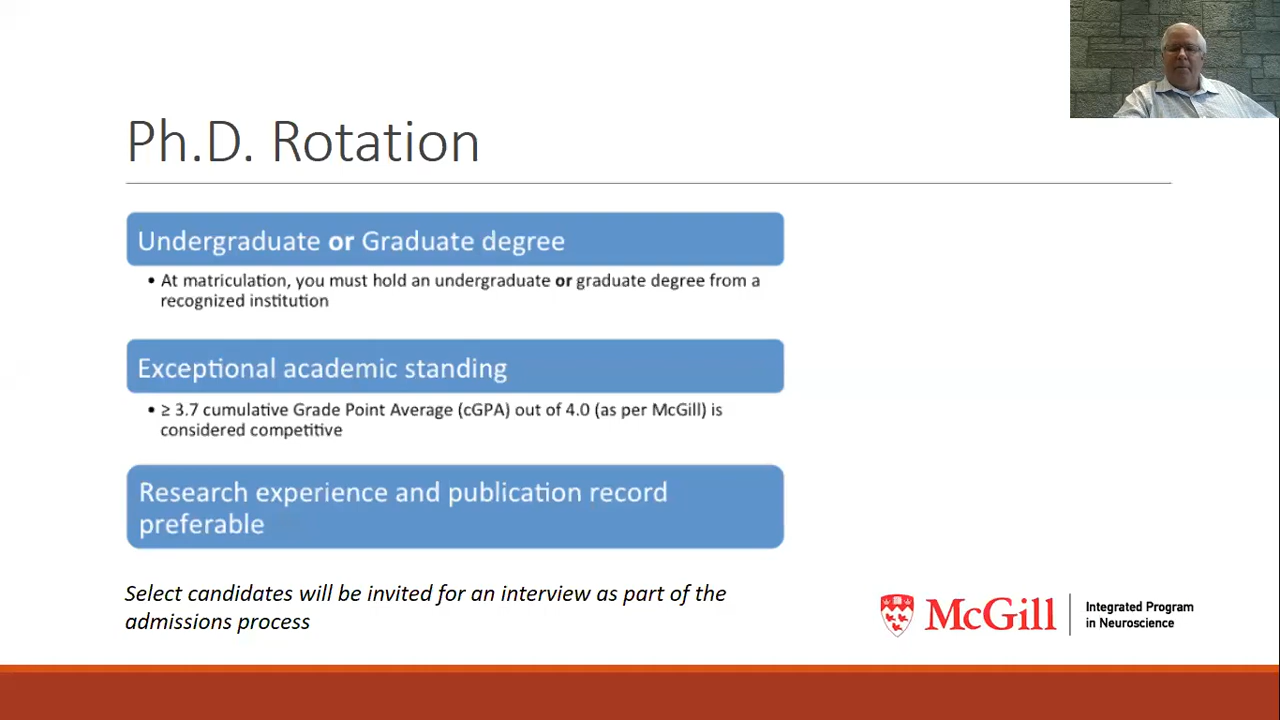 Ph.D. Rotation
Undergraduate or Graduate degree
• At matriculation, you must hold an undergraduate or graduate degree from a
recognized institution
Exceptional academic standing
• ≥ 3.7 cumulative Grade Point Average (cGPA) out of 4.0 (as per McGill) is
considered competitive
Research experience and publication record
preferable
Select candidates will be invited for an interview as part of the
admissions process
McGill
Integrated Program
in Neuroscience